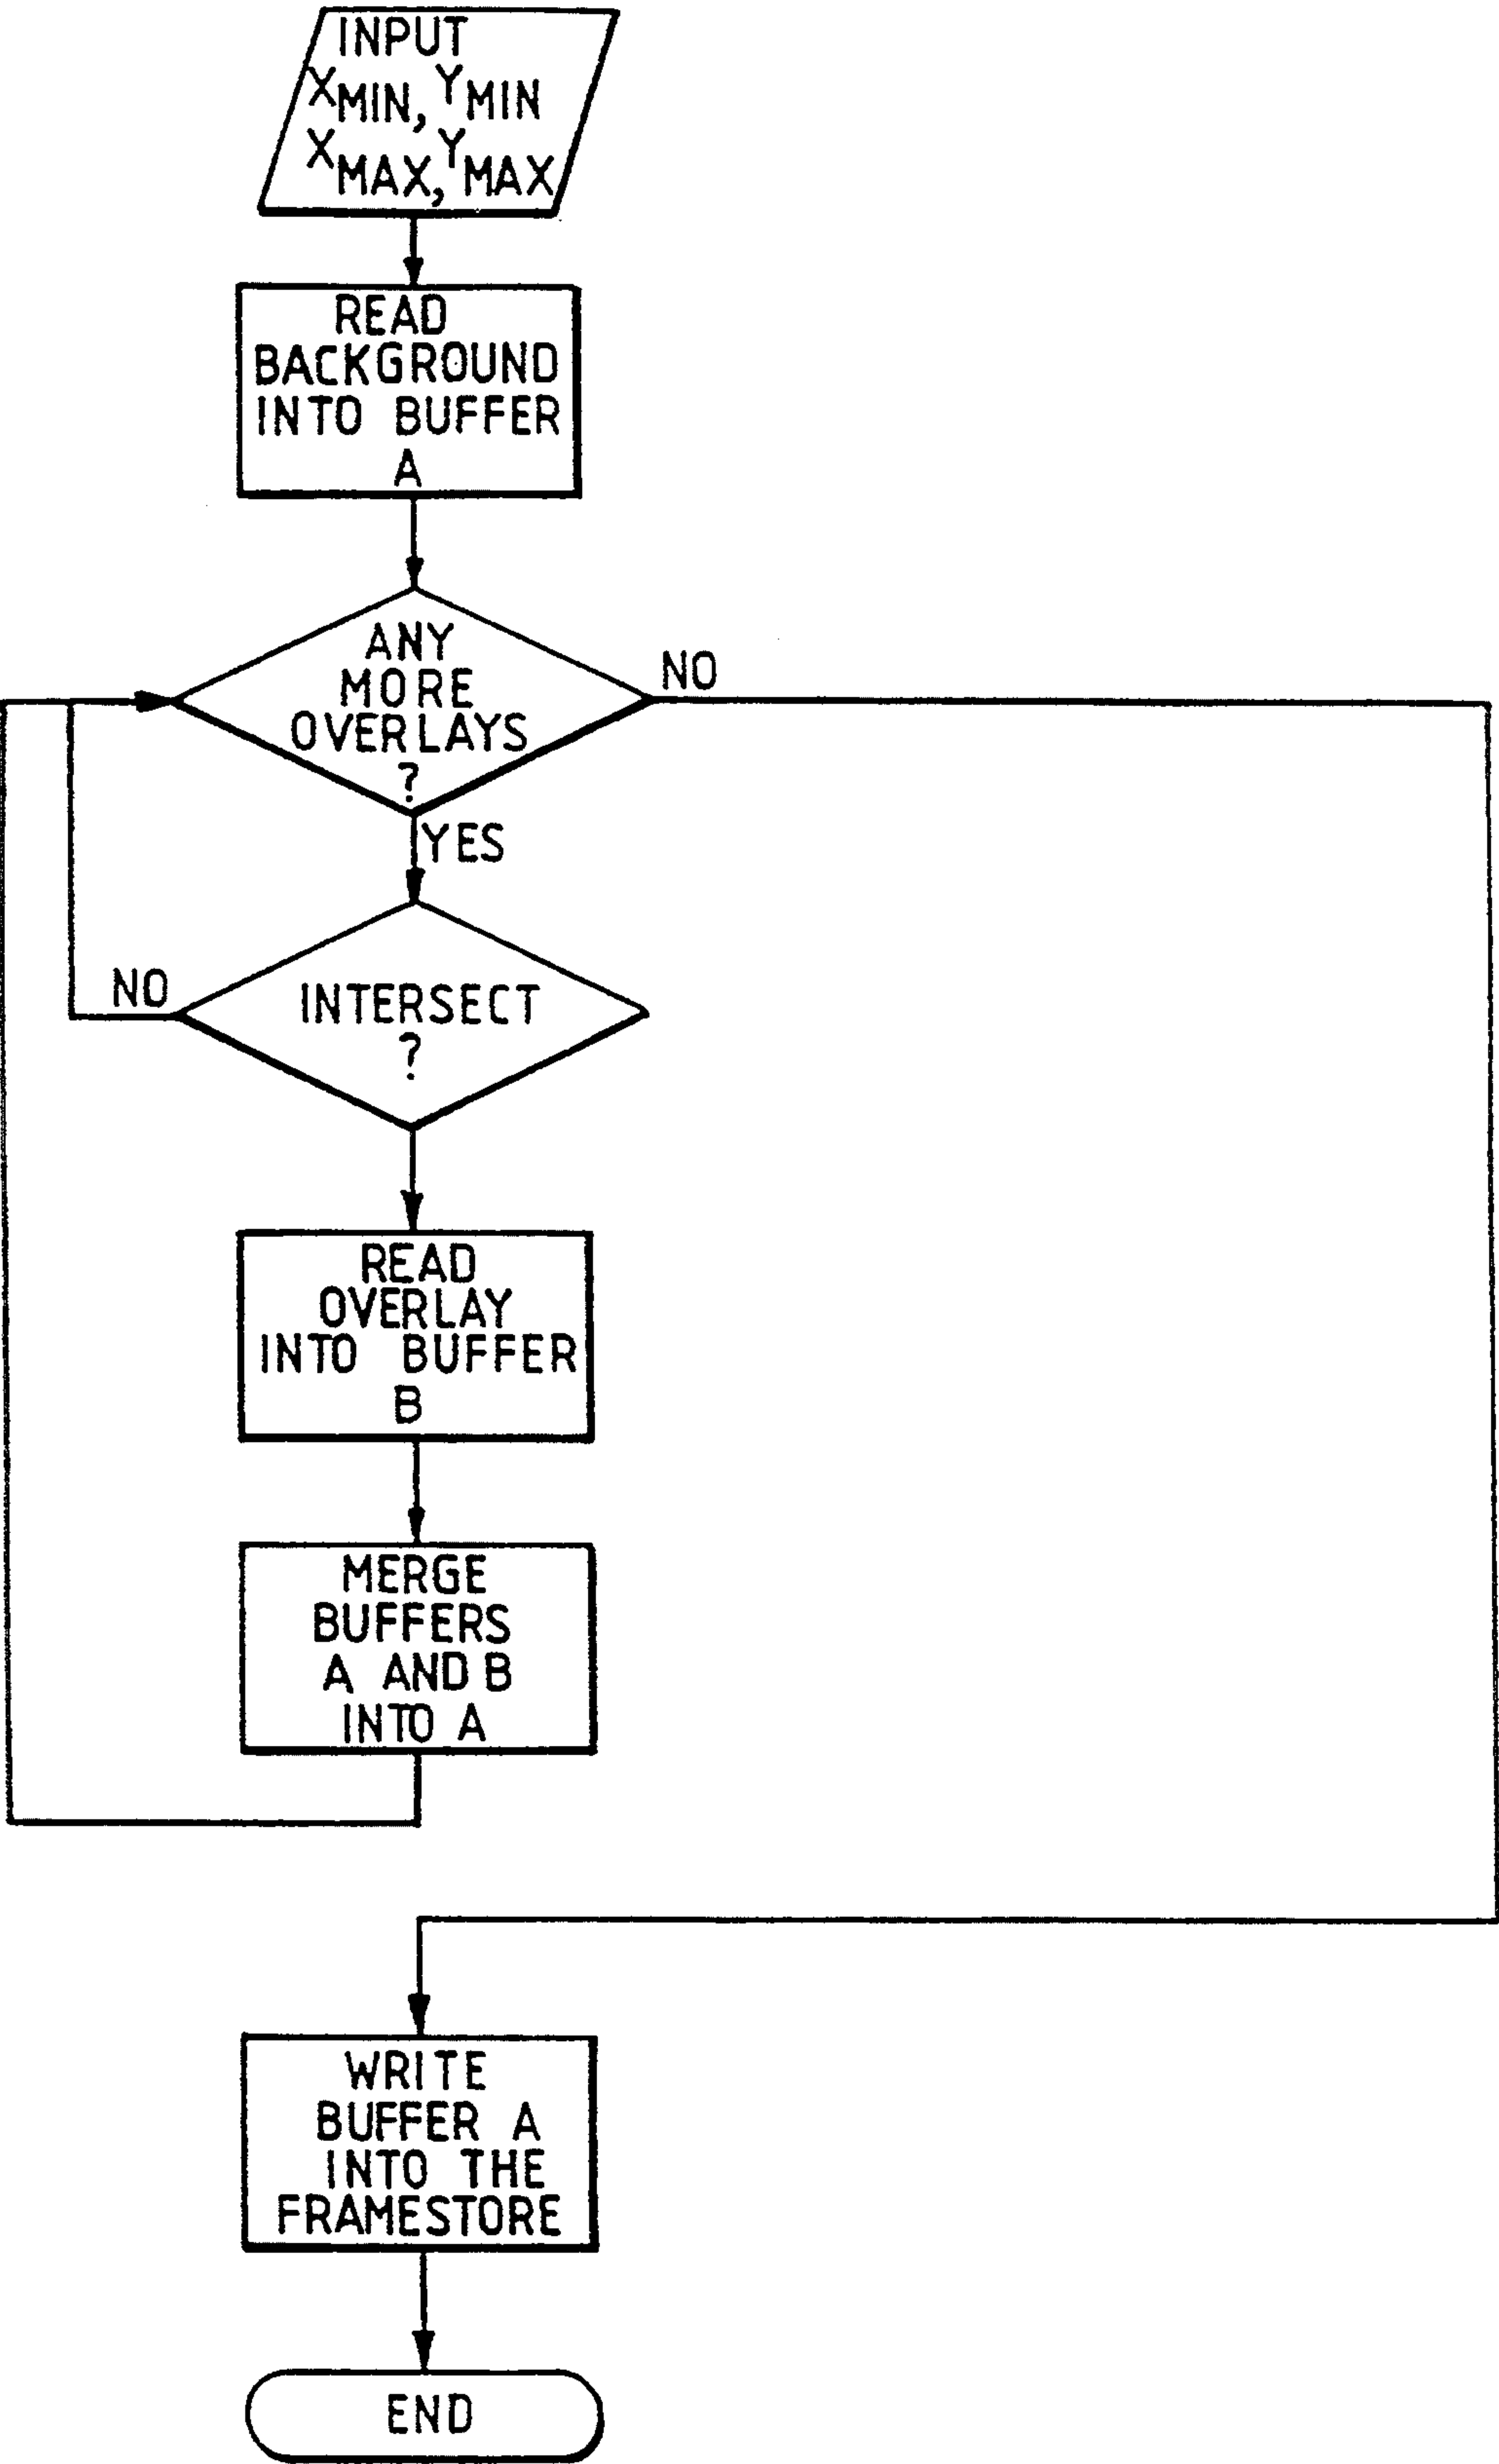 INPUT
XMIN, YMIN
XMAX, YMAX
READ
BACKGROUND
INTO BUFFER
A
ANY
MORE
OVERLAYS
?
NO
YES
NO
INTERSECT
?
READ
OVERLAY
INTO BUFFER
B
MERGE
BUFFERS
A AND B
INTO A
WRITE
BUFFER A
INTO THE
FRAMESTORE
END